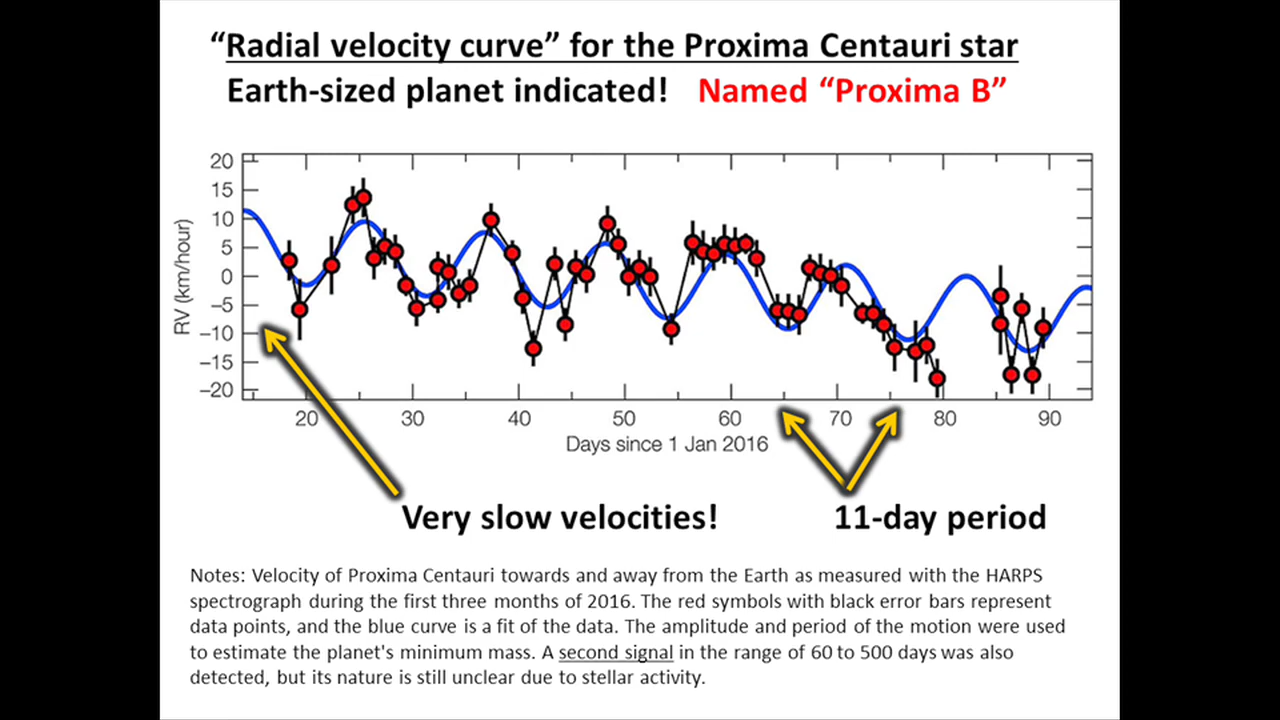 “Radial velocity curve” for the Proxima Centauri star
Earth-sized planet indicated! Named “Proxima B”
20
15
10
5
0
−5
−10
−15
−20
RV (km/hour)
20 30 40 50 60 70 80 90
Days since 1 Jan 2016
Very slow velocities! 11-day period
Notes: Velocity of Proxima Centauri towards and away from the Earth as measured with the HARPS
spectrograph during the first three months of 2016. The red symbols with black error bars represent
data points, and the blue curve is a fit of the data. The amplitude and period of the motion were used
to estimate the planet's minimum mass. A second signal in the range of 60 to 500 days was also
detected, but its nature is still unclear due to stellar activity.